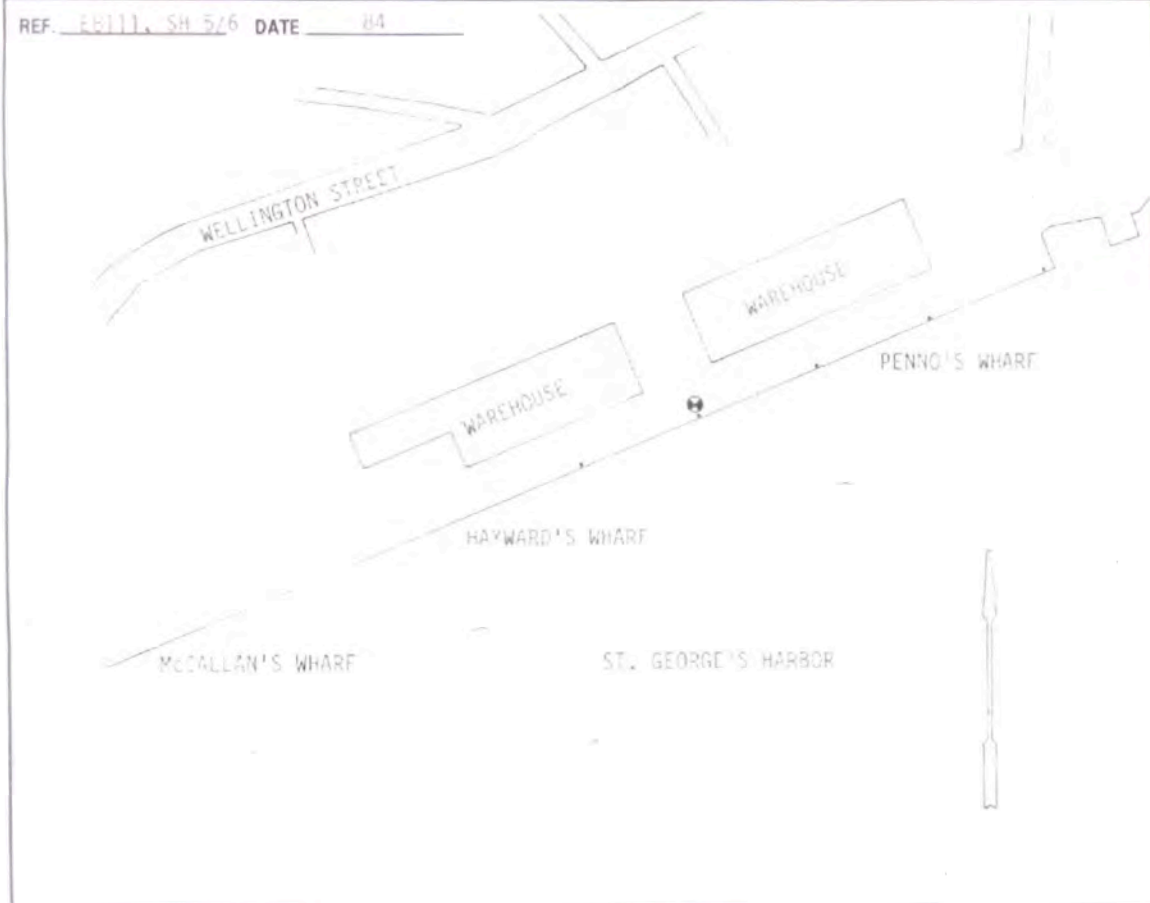 REF. EB111, SH 5/6 DATE 84
WELLINGTON STREET
WAREHOUSE
PENNO'S WHARF
WAREHOUSE
HAYWARD'S WHARF
McCALLAN'S WHARF
ST. GEORGE'S HARBOR